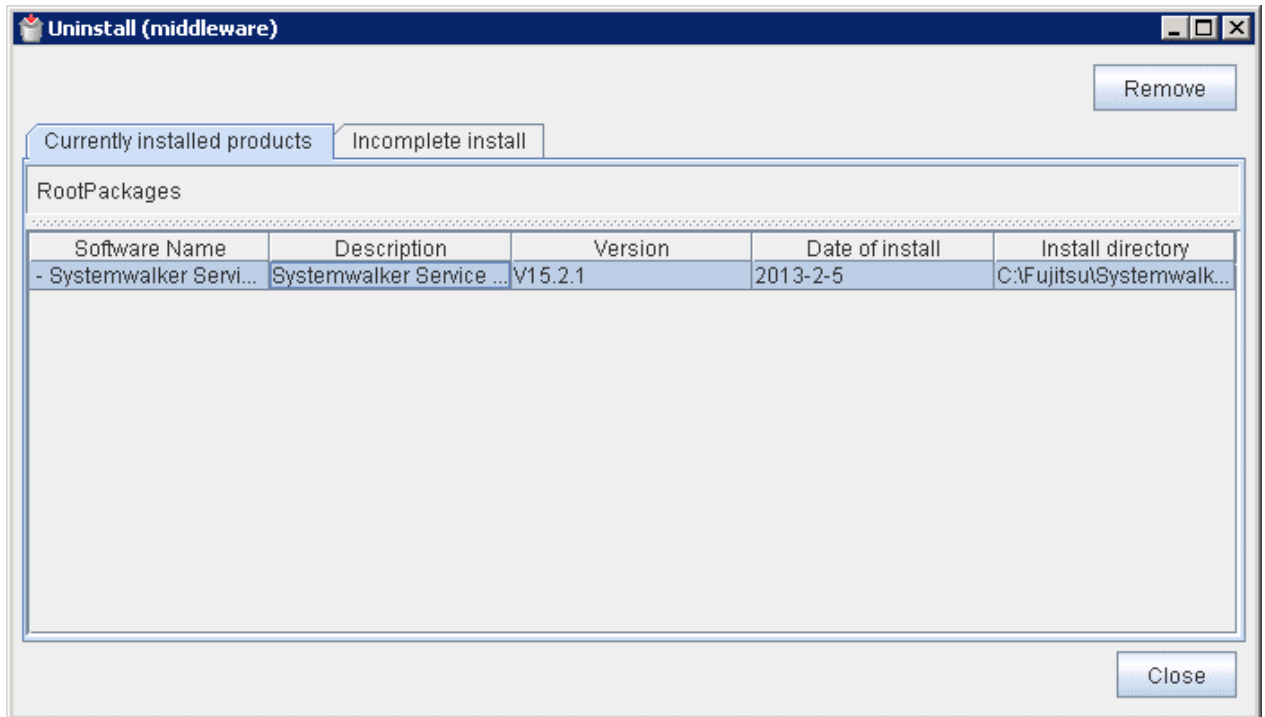 Uninstall (middleware)
Remove
Currently installed products Incomplete install
RootPackages
Software Name Description Version Date of install Install directory
- Systemwalker Servi... Systemwalker Service ... V15.2.1 2013-2-5 C:\Fujitsu\Systemwalk...
Close